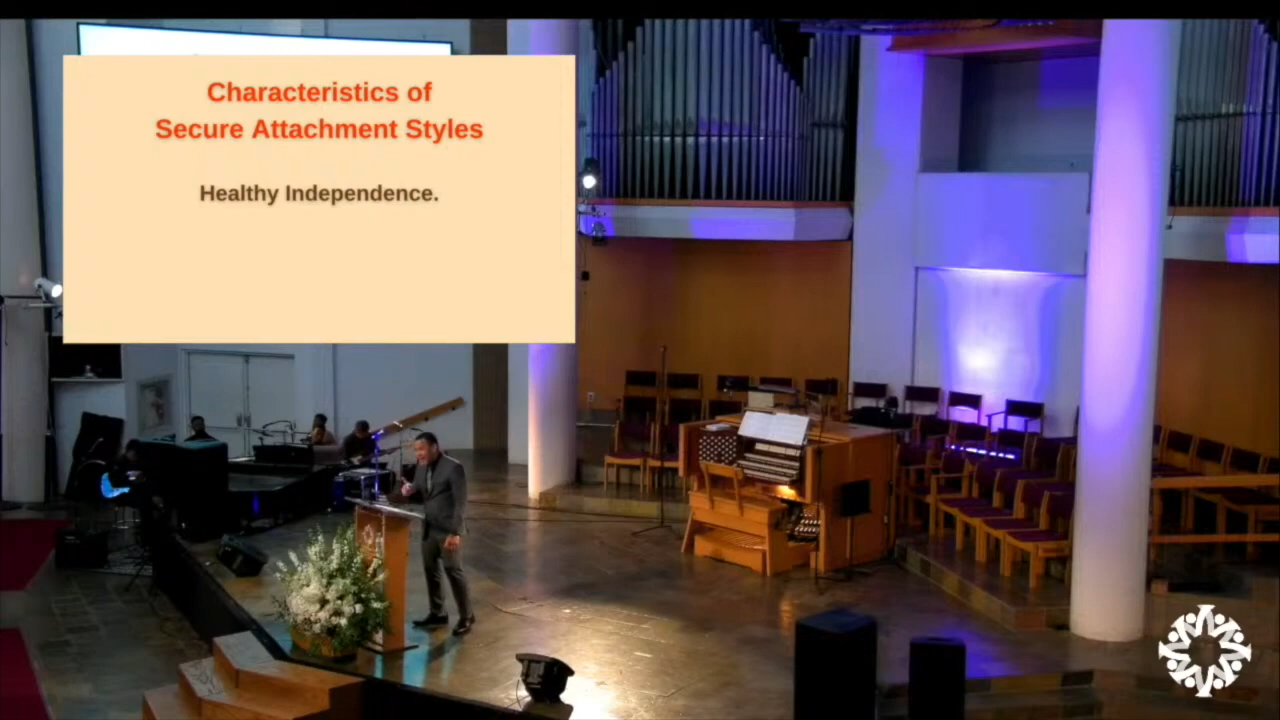 Characteristics of
Secure Attachment Styles
Healthy Independence.